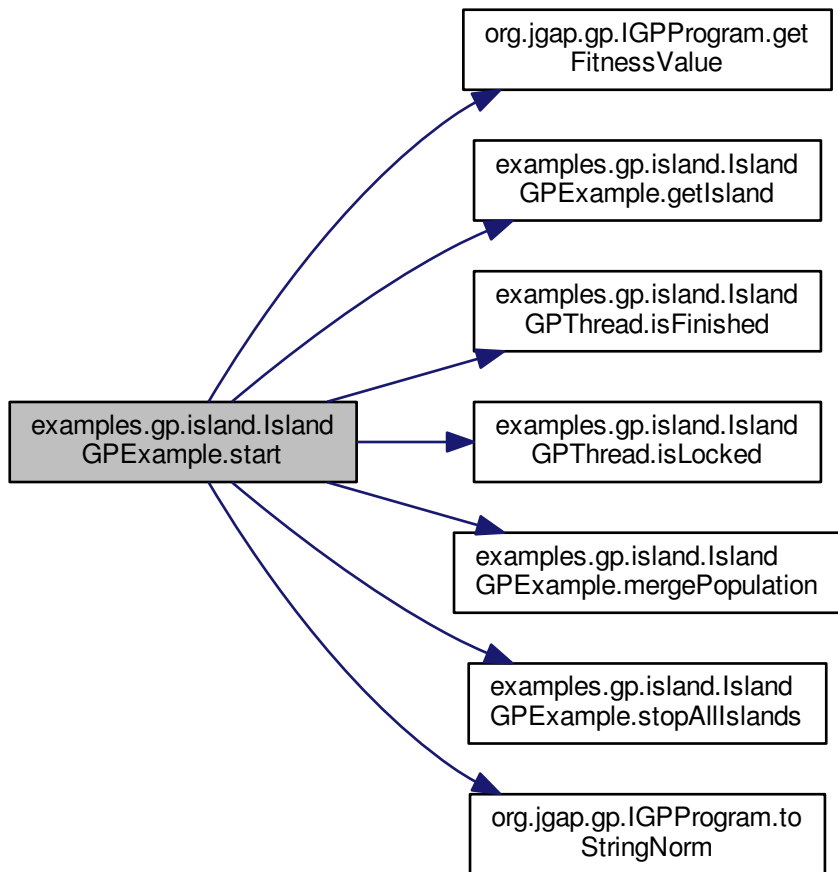 org.jgap.gp.IGPProgram.get
FitnessValue
examples.gp.island.Island
GPExample.getIsland
examples.gp.island.Island
GPThread.isFinished
examples.gp.island.Island
GPExample.start
examples.gp.island.Island
GPThread.isLocked
examples.gp.island.Island
GPExample.mergePopulation
examples.gp.island.Island
GPExample.stopAllIslands
org.jgap.gp.IGPProgram.to
StringNorm